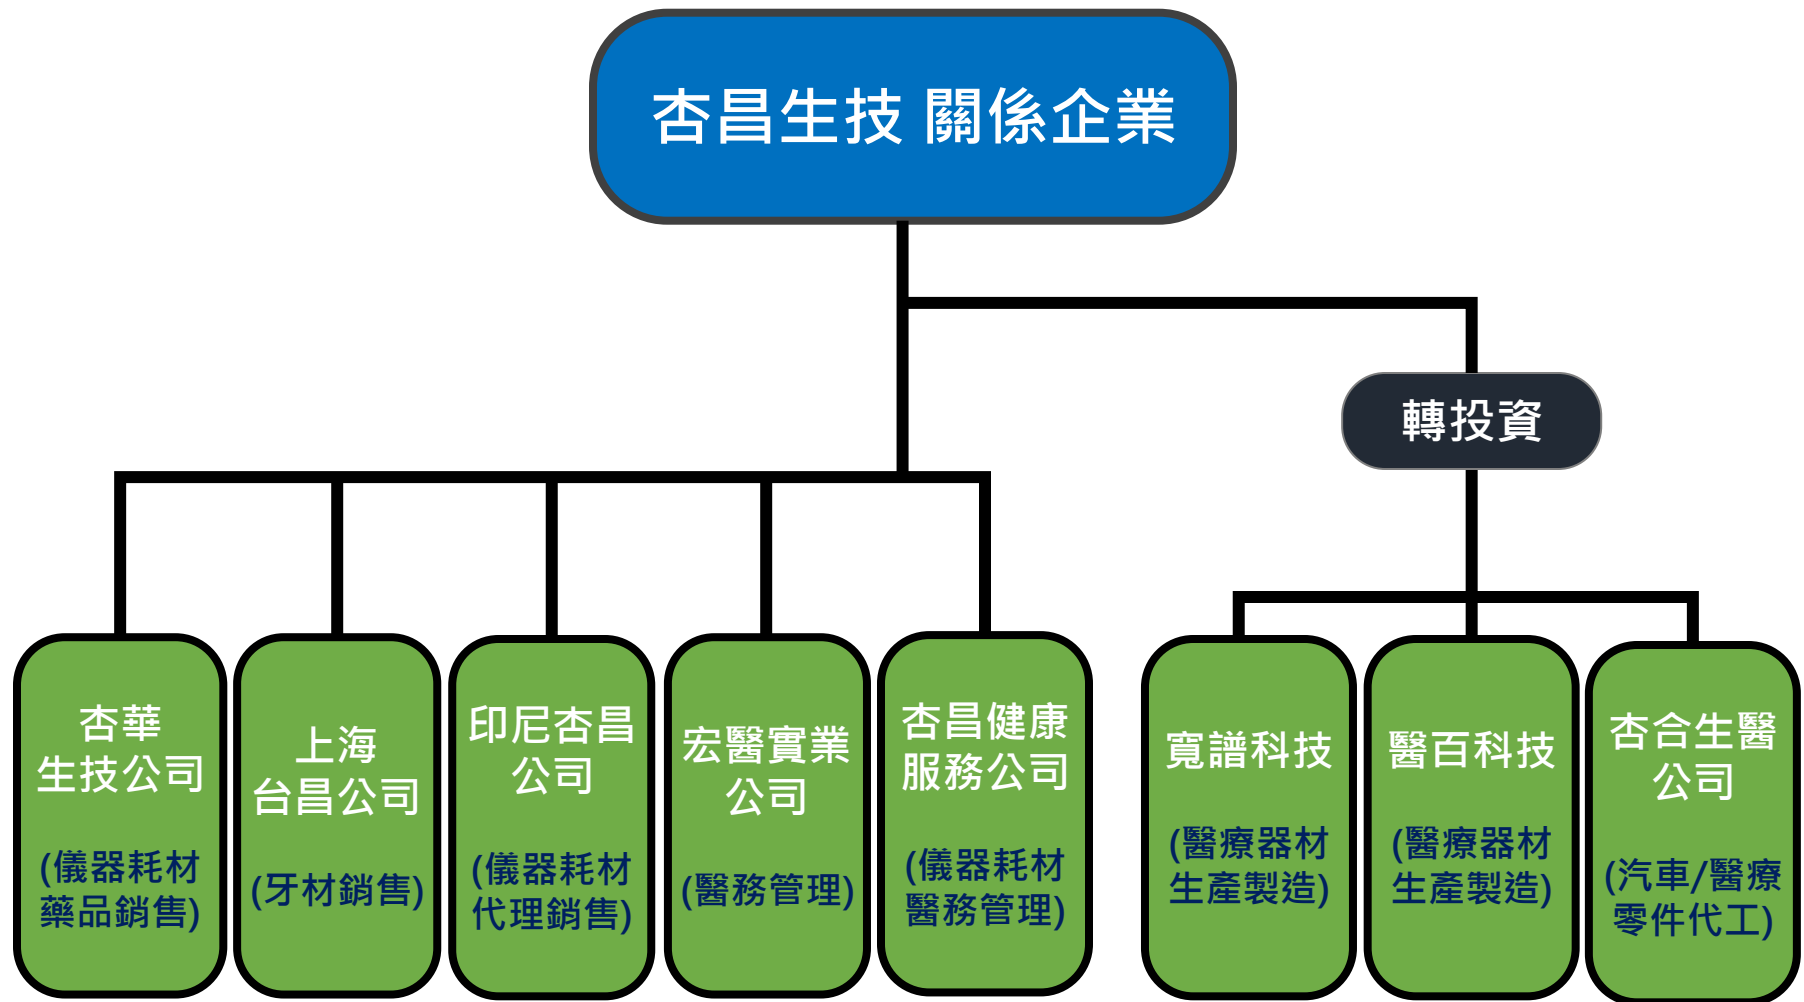 杏昌生技 關係企業
轉投資
杏華
生技公司
(儀器耗材
藥品銷售)
上海
台昌公司
(牙材銷售)
印尼杏昌
公司
(儀器耗材
代理銷售)
宏醫實業
公司
(醫務管理)
杏昌健康
服務公司
(儀器耗材
醫務管理)
寬譜科技
(醫療器材
生產製造)
醫百科技
(醫療器材
生產製造)
杏合生醫
公司
(汽車/醫療
零件代工)